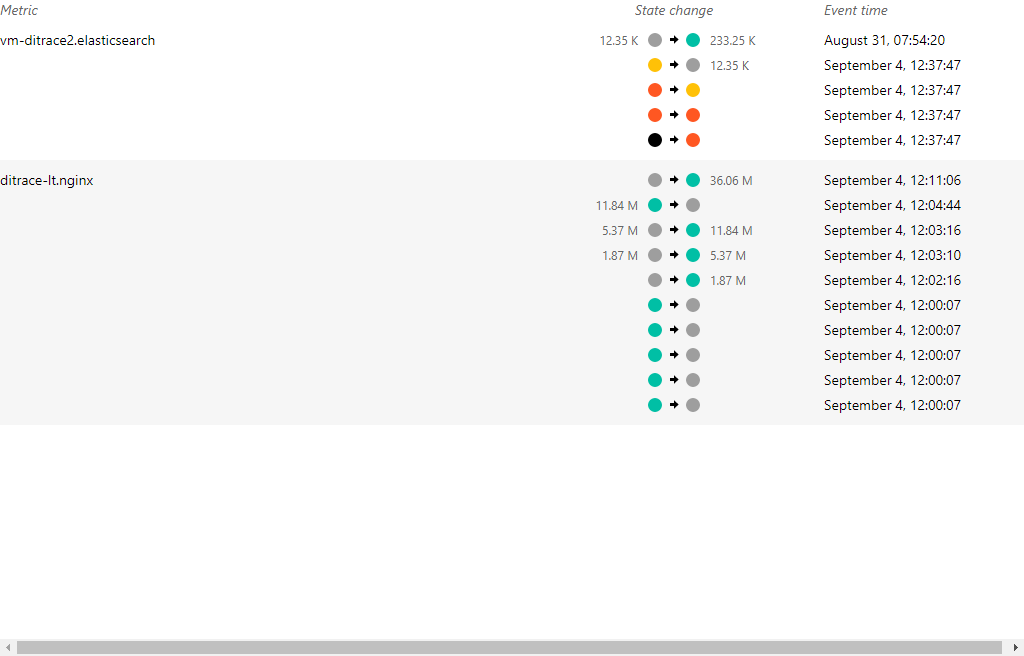 Metric State change Event time
vm-ditrace2.elasticsearch 12.35 K 233.25 K August 31, 07:54:20
12.35 K September 4, 12:37:47
September 4, 12:37:47
September 4, 12:37:47
September 4, 12:37:47
ditrace-lt.nginx 36.06 M September 4, 12:11:06
11.84 M September 4, 12:04:44
5.37 M 11.84 M September 4, 12:03:16
1.87 M 5.37 M September 4, 12:03:10
1.87 M September 4, 12:02:16
September 4, 12:00:07
September 4, 12:00:07
September 4, 12:00:07
September 4, 12:00:07
September 4, 12:00:07